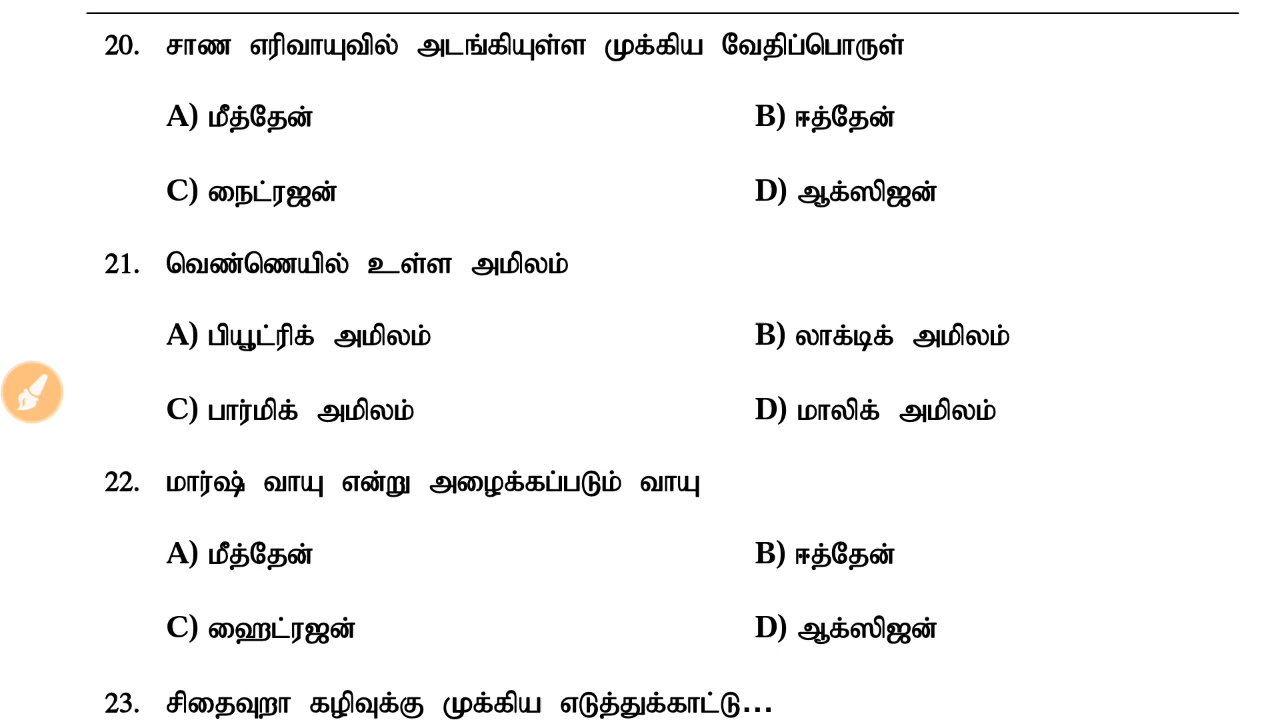 20. சாண எரிவாயுவில் அடங்கியுள்ள முக்கிய வேதிப்பொருள்
A) மீத்தேன் B) ஈத்தேன்
C) நைட்ரஜன் D) ஆக்ஸிஜன்
21. வெண்ணெயில் உள்ள அமிலம்
A) பியூட்ரிக் அமிலம் B) லாக்டிக் அமிலம்
C) பார்மிக் அமிலம் D) மாலிக் அமிலம்
22. மார்ஷ் வாயு என்று அழைக்கப்படும் வாயு
A) மீத்தேன் B) ஈத்தேன்
C) ஹைட்ரஜன் D) ஆக்ஸிஜன்
23. சிதைவுறா கழிவுக்கு முக்கிய எடுத்துக்காட்டு...